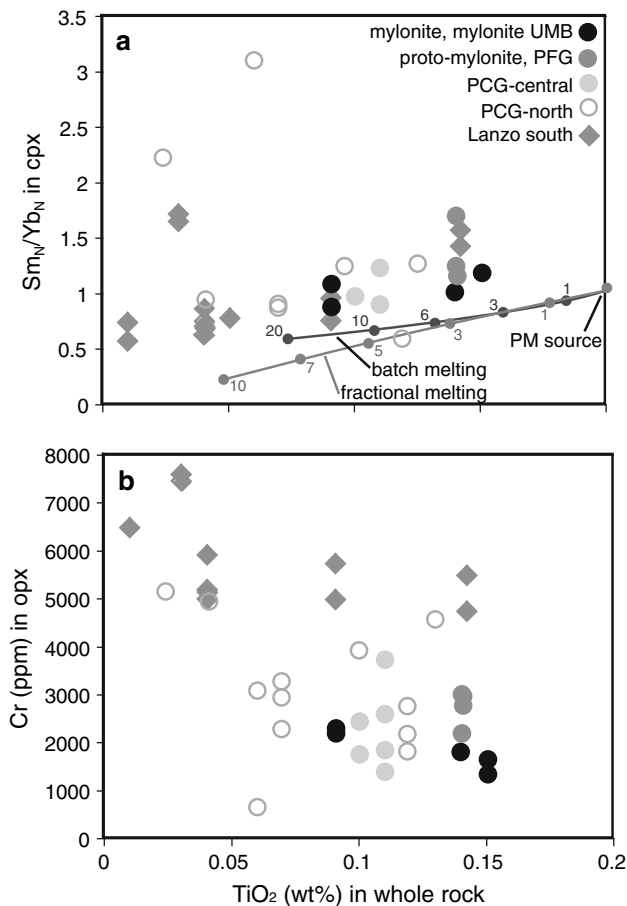 a
mylonite, mylonite UMB
proto-mylonite, PFG
PCG-central
PCG-north
Lanzo south
Sm_N/Yb_N in cpx
3.5
3
2.5
2
1.5
1
0.5
0
20
10
6
3
1
10
7
5
3
1
PM source
batch melting
fractional melting
b
Cr (ppm) in opx
8000
7000
6000
5000
4000
3000
2000
1000
0
0
0.05
0.1
0.15
0.2
TiO₂ (wt%) in whole rock